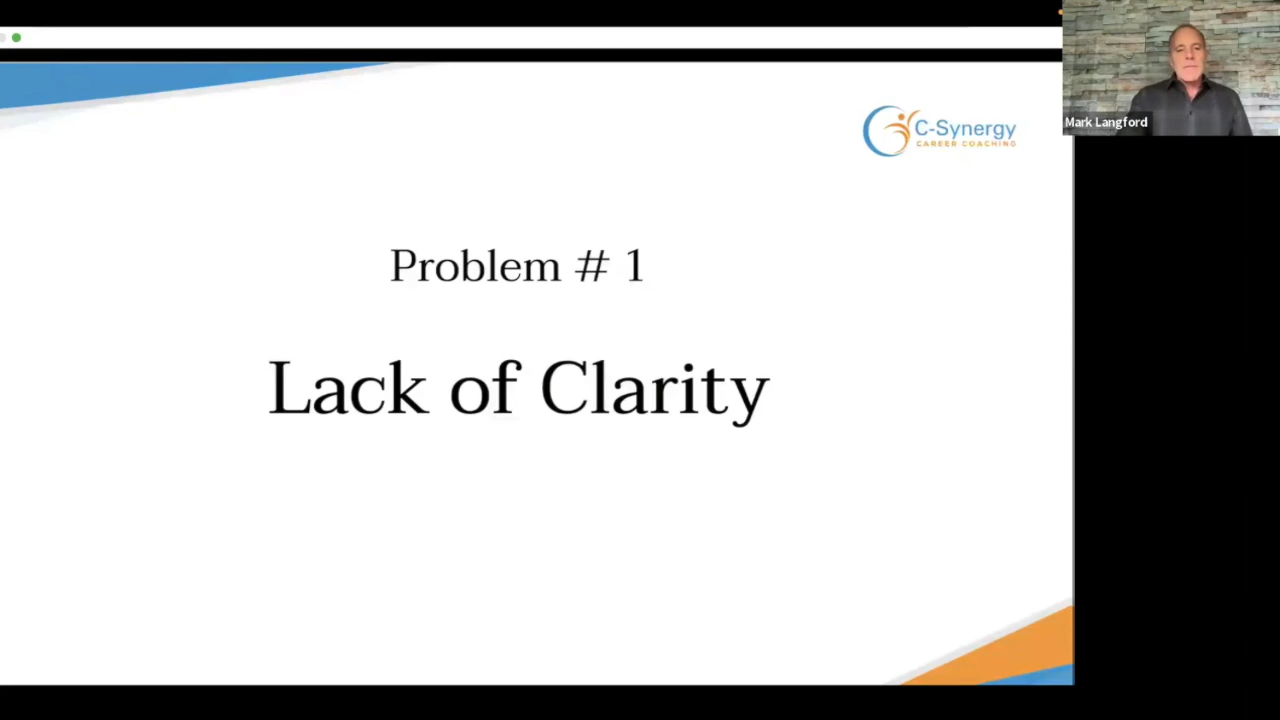 C-Synergy
CAREER COACHING
Mark Langford
Problem # 1
Lack of Clarity